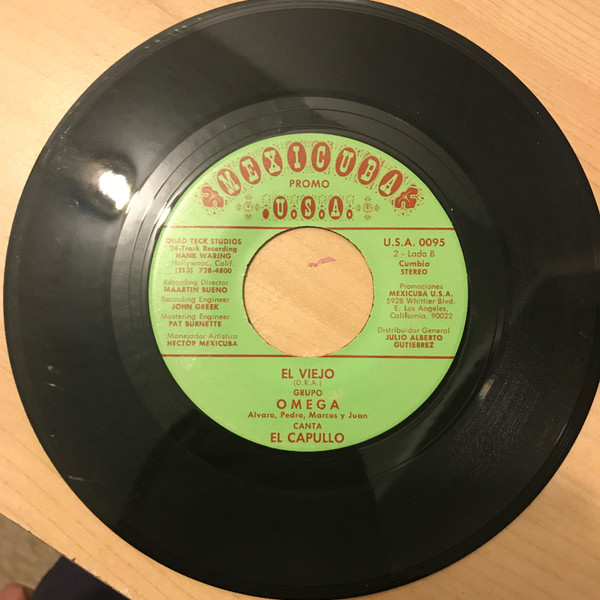 MEXICUBA
PROMO
.U.S.A.
QUAD TECK STUDIOS
24-Track Recording
HANK WARING
Hollywood, Calif.
(213) 728-4800
Recording Director
MAARTIN BUENO
Recording Engineer
JOHN GREEK
Mastering Engineer
PAT BURNETTE
Manejador Artistico
HECTOR MEXICUBA
U.S.A. 0095
2 - Lado B
Cumbia
STEREO
Promociones
MEXICUBA U.S.A.
5928 Whittier Blvd.
E. Los Angeles,
California, 90022
Distribuidor General
JULIO ALBERTO
GUTIERREZ
EL VIEJO
(D.R.A.)
GRUPO
OMEGA
Alvaro, Pedro, Marcos y Juan
CANTA
EL CAPULLO